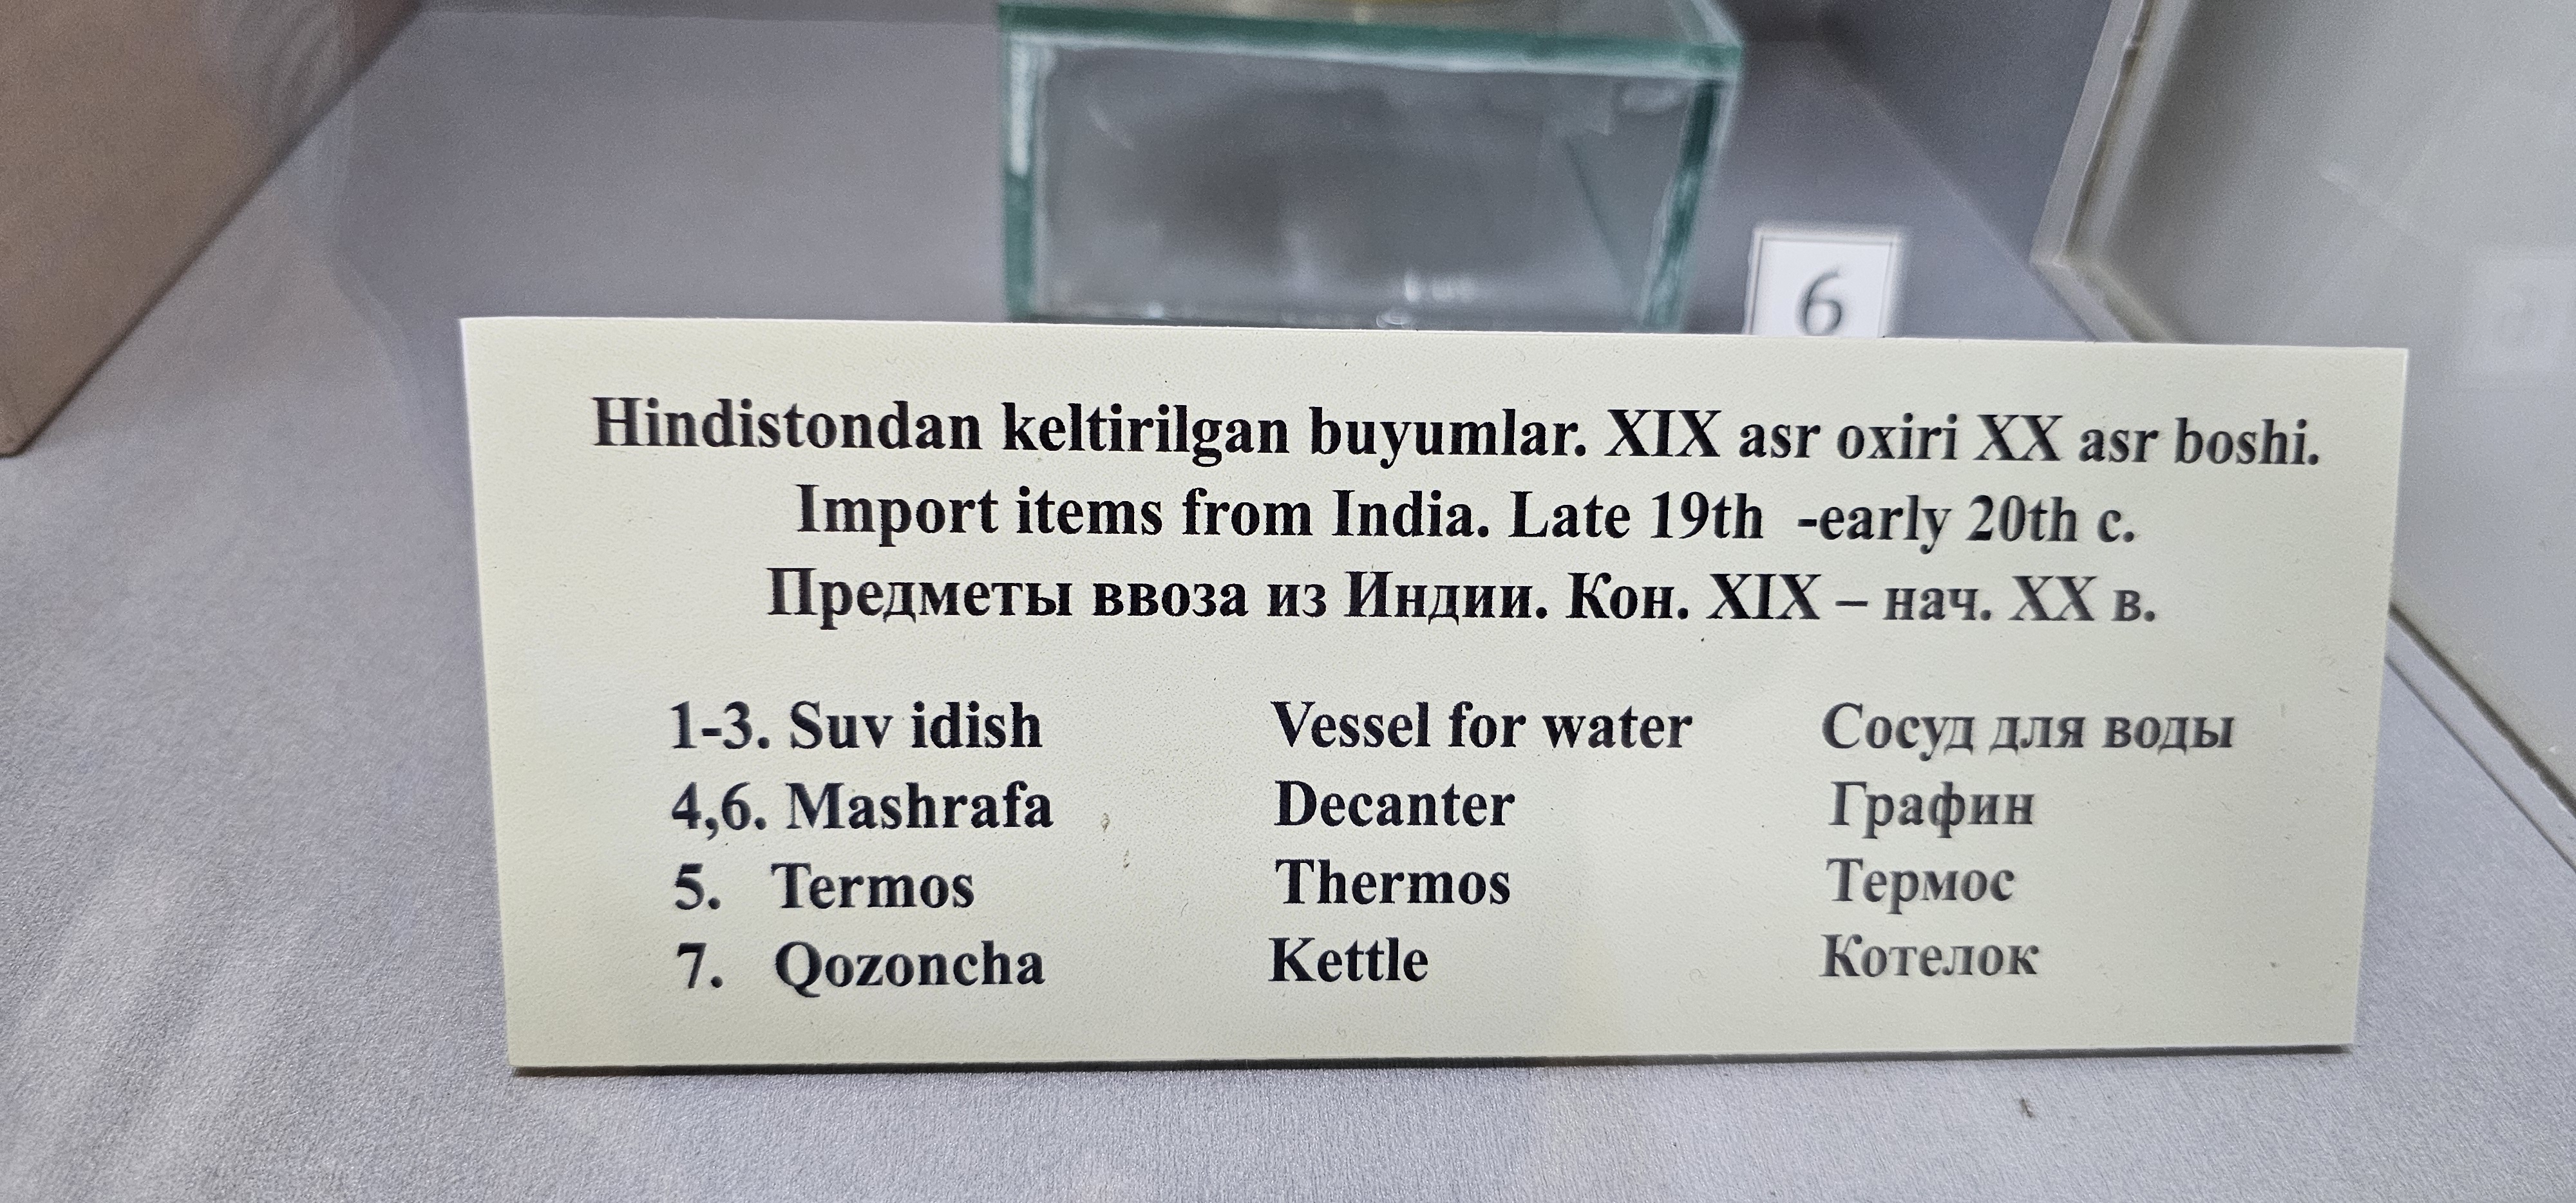 6
Hindistondan keltirilgan buyumlar. XIX asr oxiri XX asr boshi.
Import items from India. Late 19th -early 20th c.
Предметы ввоза из Индии. Кон. XIX – нач. XX в.
1-3. Suv idish Vessel for water Сосуд для воды
4,6. Mashrafa Decanter Графин
5. Termos Thermos Термос
7. Qozoncha Kettle Котелок